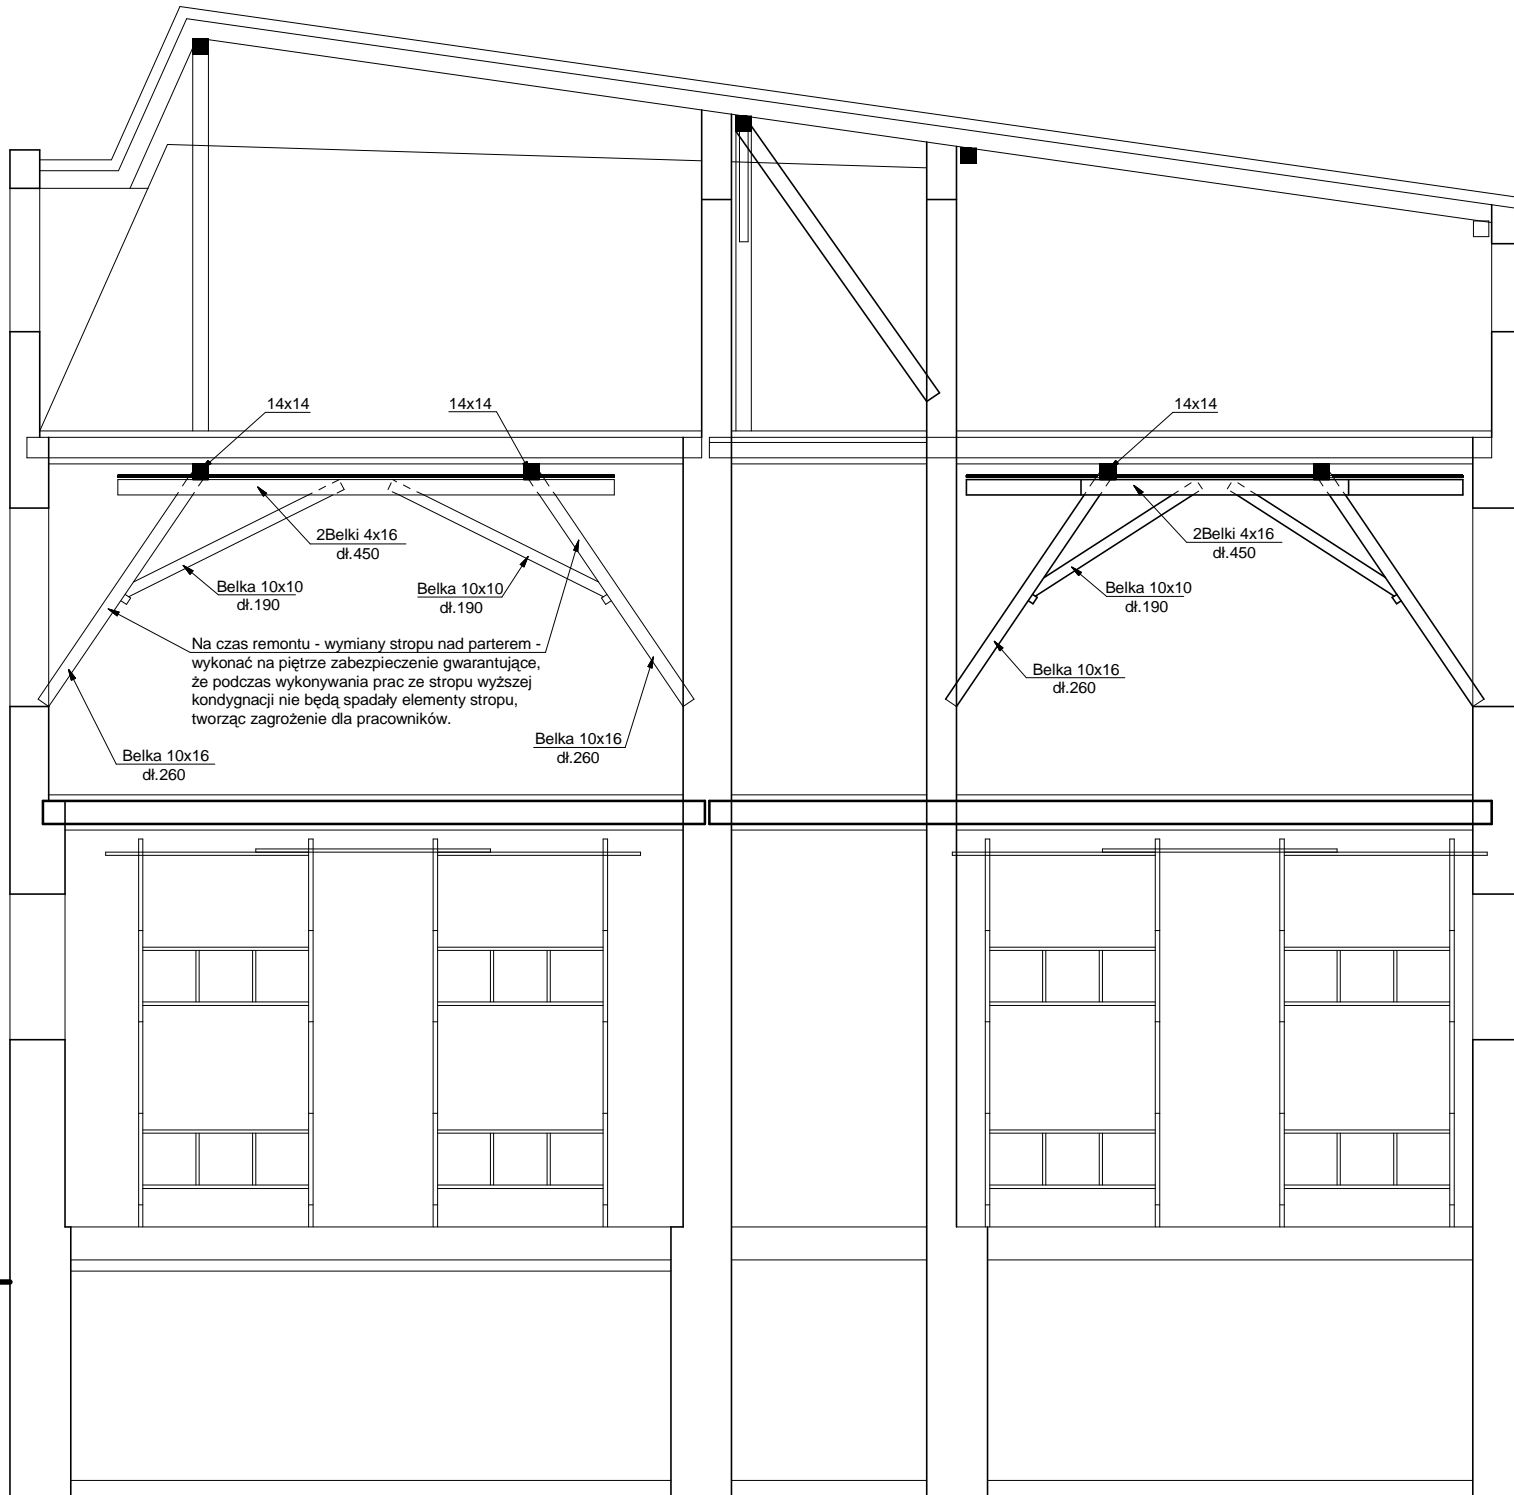 14x14
14x14
14x14
2Belki 4x16
dł.450
2Belki 4x16
dł.450
Belka 10x10
dł.190
Belka 10x10
dł.190
Belka 10x10
dł.190
Na czas remontu - wymiany stropu nad parterem -
wykonać na piętrze zabezpieczenie gwarantujące,
że podczas wykonywania prac ze stropu wyższej
kondygnacji nie będą spadały elementy stropu,
tworząc zagrożenie dla pracowników.
Belka 10x16
dł.260
Belka 10x16
dł.260
Belka 10x16
dł.260